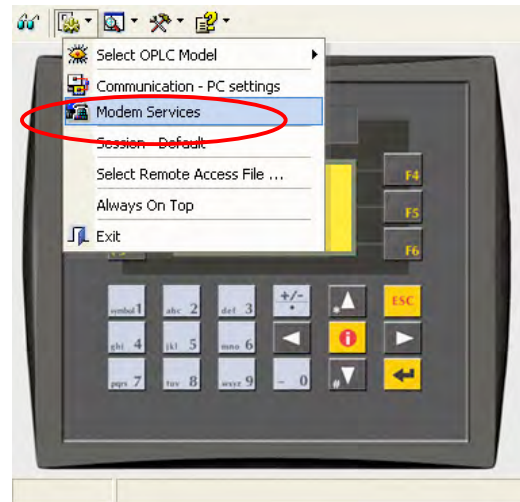 Select OPLC Model
Communication - PC settings
Modem Services
Session - Default
Select Remote Access File ...
Always On Top
Exit
F4
F5
F6
symbol 1 abc 2 def 3 +/- ESC
ghi 4 jkl 5 mno 6
pqrs 7 tuv 8 wxyz 9 - 0 #